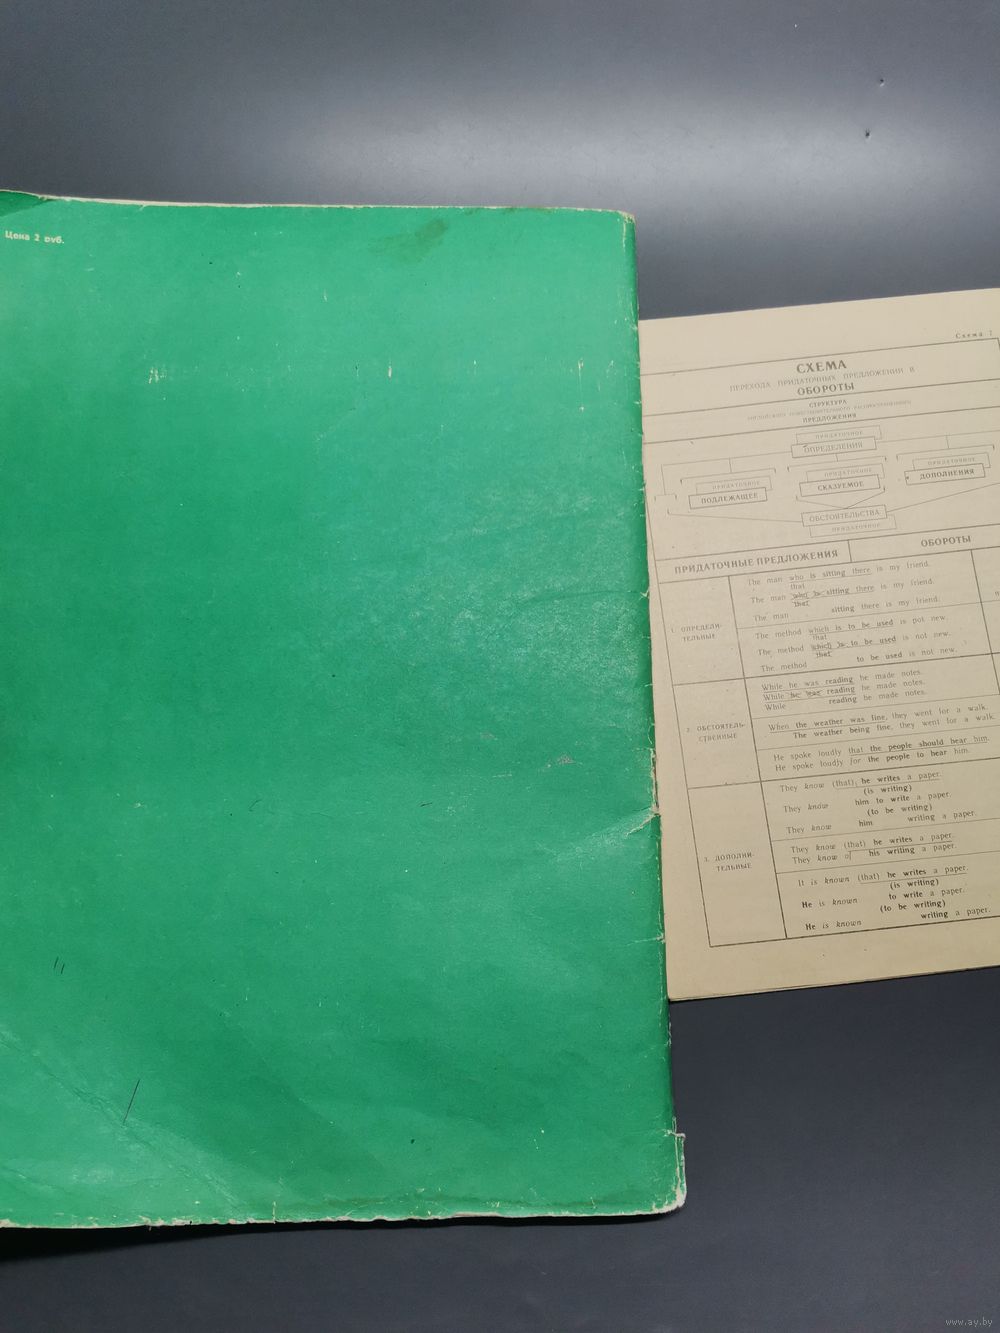 Цена 2 руб.
Схема 7
СХЕМА
ПЕРЕХОДА ПРИДАТОЧНЫХ ПРЕДЛОЖЕНИЙ В
ОБОРОТЫ
СТРУКТУРА
АНГЛИЙСКОГО ПОВЕСТВОВАТЕЛЬНОГО РАСПРОСТРАНЕННОГО
ПРЕДЛОЖЕНИЯ
ПРИДАТОЧНОЕ
ОПРЕДЕЛЕНИЯ
ПРИДАТОЧНОЕ
ПОДЛЕЖАЩЕЕ
ПРИДАТОЧНОЕ
СКАЗУЕМОЕ
ПРИДАТОЧНОЕ
ДОПОЛНЕНИЯ
ОБСТОЯТЕЛЬСТВА
ПРИДАТОЧНОЕ
ПРИДАТОЧНЫЕ ПРЕДЛОЖЕНИЯ
ОБОРОТЫ
1. ОПРЕДЕЛИ-
ТЕЛЬНЫЕ
The man who is sitting there is my friend.
that
The man who is sitting there is my friend.
that
The man sitting there is my friend.
The method which is to be used is not new.
that
The method which is to be used is not new.
that
The method to be used is not new.
2. ОБСТОЯТЕЛЬ-
СТВЕННЫЕ
While he was reading he made notes.
While he was reading he made notes.
While reading he made notes.
When the weather was fine, they went for a walk.
The weather being fine, they went for a walk
He spoke loudly that the people should hear him.
He spoke loudly for the people to hear him.
3. ДОПОЛНИ-
ТЕЛЬНЫЕ
They know (that) he writes a paper.
(is writing)
They know him to write a paper.
(to be writing)
They know him writing a paper.
They know (that) he writes a paper.
They know of his writing a paper.
It is known (that) he writes a paper.
(is writing)
He is known to write a paper.
(to be writing)
He is known writing a paper.
www.ay.by